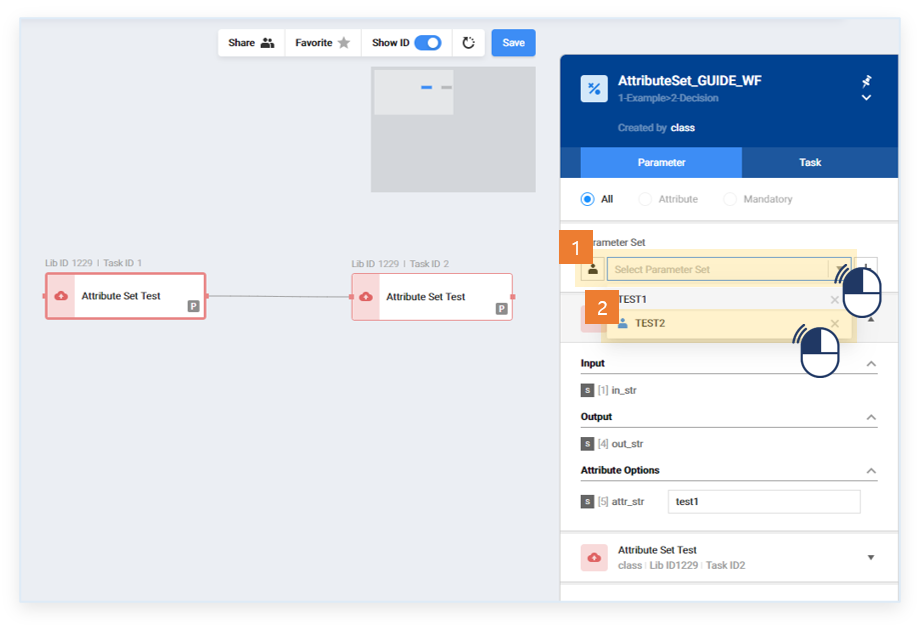 Share
Favorite
Show ID
Save
AttributeSet_GUIDE_WF
1-Example>2-Decision
Created by class
Parameter
Task
All
Attribute
Mandatory
1
Parameter Set
Select Parameter Set
TEST1
2
TEST2
Lib ID 1229 | Task ID 1
Attribute Set Test
P
Lib ID 1229 | Task ID 2
Attribute Set Test
P
Input
S [1] in_str
Output
S [4] out_str
Attribute Options
S [5] attr_str
test1
Attribute Set Test
class | Lib ID1229 | Task ID2